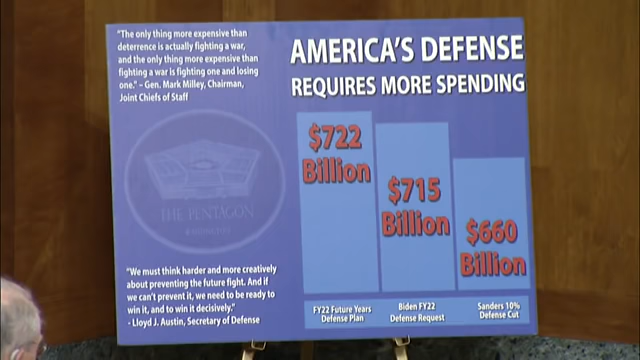 "The only thing more expensive than
deterrence is actually fighting a war,
and the only thing more expensive than
fighting a war is fighting one and losing
one." – Gen. Mark Milley, Chairman,
Joint Chiefs of Staff
THE PENTAGON
"We must think harder and more creatively
about preventing the future fight. And if
we can't prevent it, we need to be ready to
win it, and to win it decisively."
- Lloyd J. Austin, Secretary of Defense
AMERICA'S DEFENSE
REQUIRES MORE SPENDING
$722
Billion
$715
Billion
$660
Billion
FY22 Future Years
Defense Plan
Biden FY22
Defense Request
Sanders 10%
Defense Cut